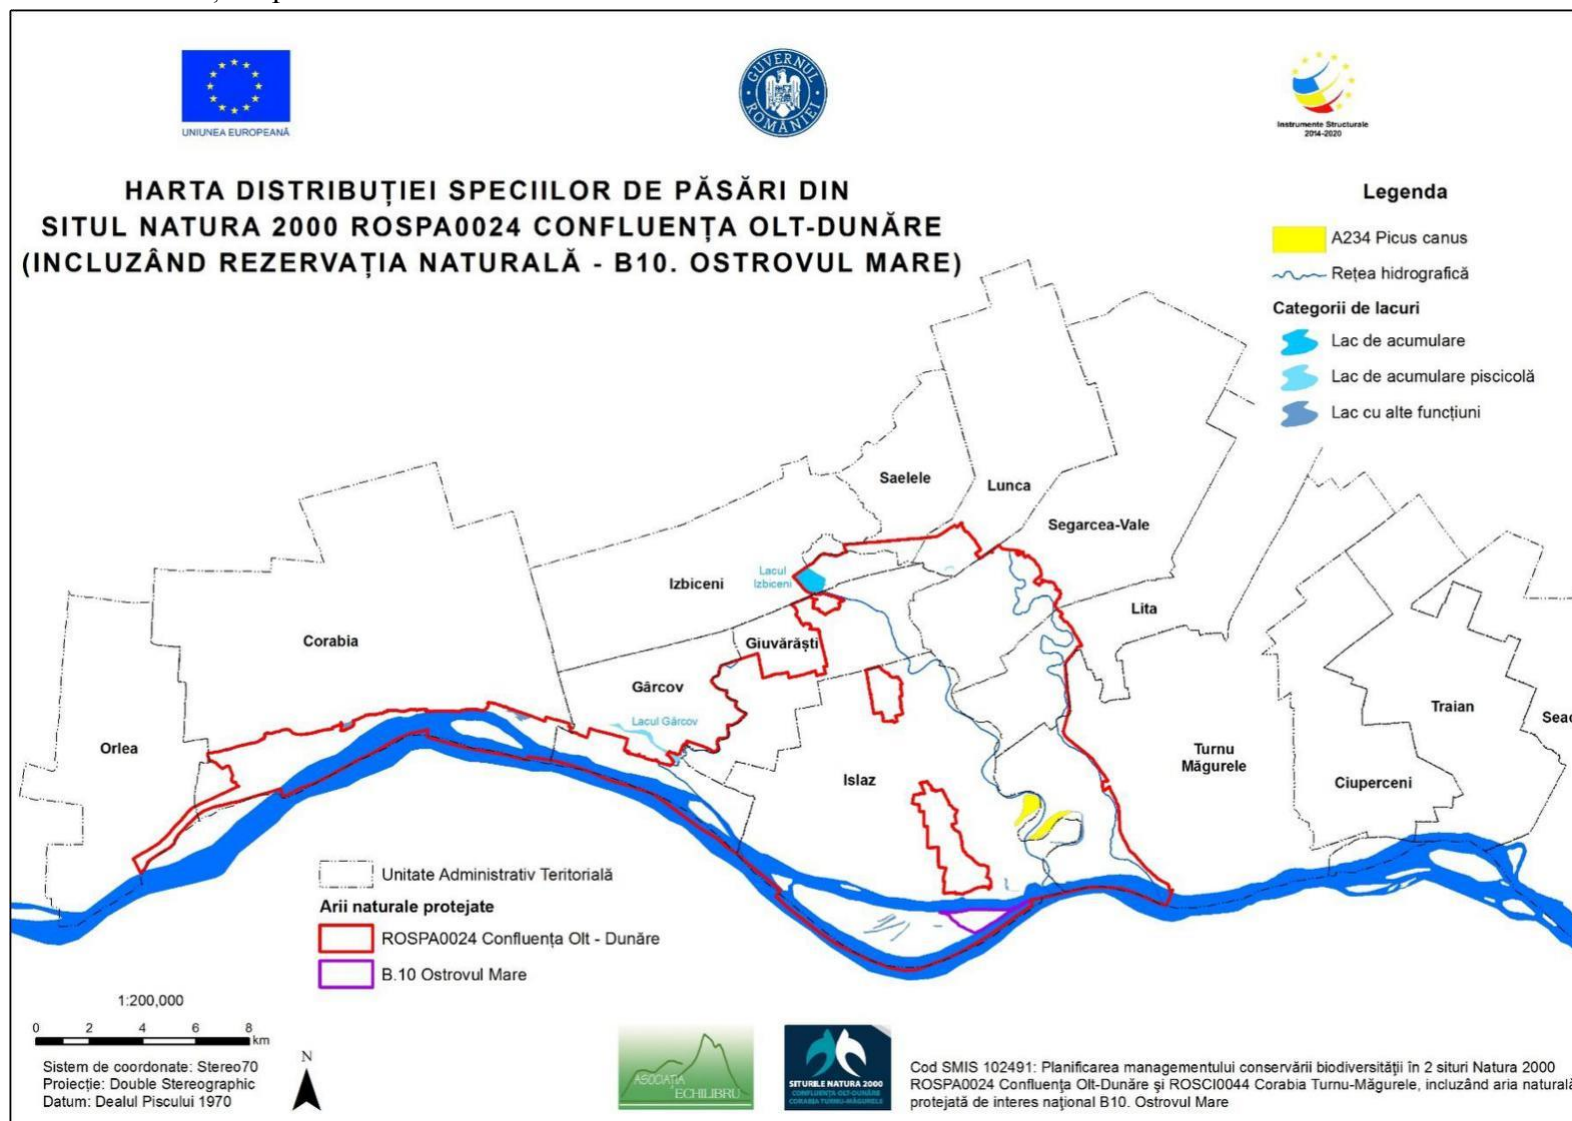 UNIUNEA EUROPEANĂ
GUVERNUL ROMÂNIEI
Instrumente Structurale
2014-2020
HARTA DISTRIBUȚIEI SPECIILOR DE PĂSĂRI DIN
SITUL NATURA 2000 ROSPA0024 CONFLUENȚA OLT-DUNĂRE
(INCLUZÂND REZERVAȚIA NATURALĂ - B10. OSTROVUL MARE)
Legenda
A234 Picus canus
Rețea hidrografică
Categorii de lacuri
Lac de acumulare
Lac de acumulare piscicolă
Lac cu alte funcțiuni
Saelele
Lunca
Segarcea-Vale
Izbiceni
Lacul
Izbiceni
Lita
Corabia
Giuvărăști
Gârcov
Lacul Gârcov
Orlea
Islaz
Turnu
Măgurele
Traian
Seac
Ciuperceni
Unitate Administrativ Teritorială
Arii naturale protejate
ROSPA0024 Confluența Olt - Dunăre
B.10 Ostrovul Mare
1:200,000
0 2 4 6 8
km
N
Sistem de coordonate: Stereo70
Proiecție: Double Stereographic
Datum: Dealul Piscului 1970
ASOCIAȚIA
ECHILIBRU
SITURILE NATURA 2000
CONFLUENȚA OLT-DUNĂRE
CORABIA TURNU-MĂGURELE
Cod SMIS 102491: Planificarea managementului conservării biodiversității în 2 situri Natura 2000
ROSPA0024 Confluența Olt-Dunăre și ROSCI0044 Corabia Turnu-Măgurele, incluzând aria naturală
protejată de interes național B10. Ostrovul Mare